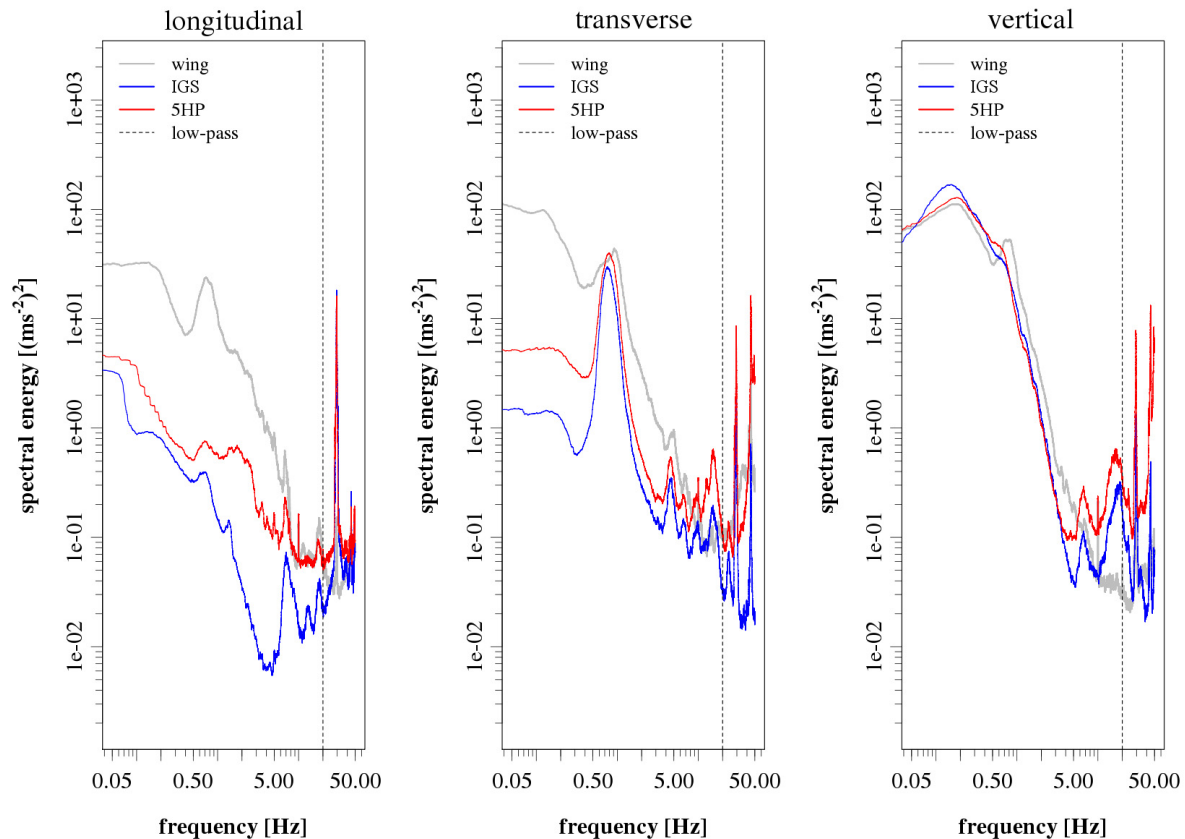 longitudinal
wing
IGS
5HP
low-pass
1e+03
1e+02
1e+01
1e+00
1e-01
1e-02
spectral energy [(ms⁻²)²]
0.05 0.50 5.00 50.00
frequency [Hz]
transverse
wing
IGS
5HP
low-pass
1e+03
1e+02
1e+01
1e+00
1e-01
1e-02
spectral energy [(ms⁻²)²]
0.05 0.50 5.00 50.00
frequency [Hz]
vertical
wing
IGS
5HP
low-pass
1e+03
1e+02
1e+01
1e+00
1e-01
1e-02
spectral energy [(ms⁻²)²]
0.05 0.50 5.00 50.00
frequency [Hz]